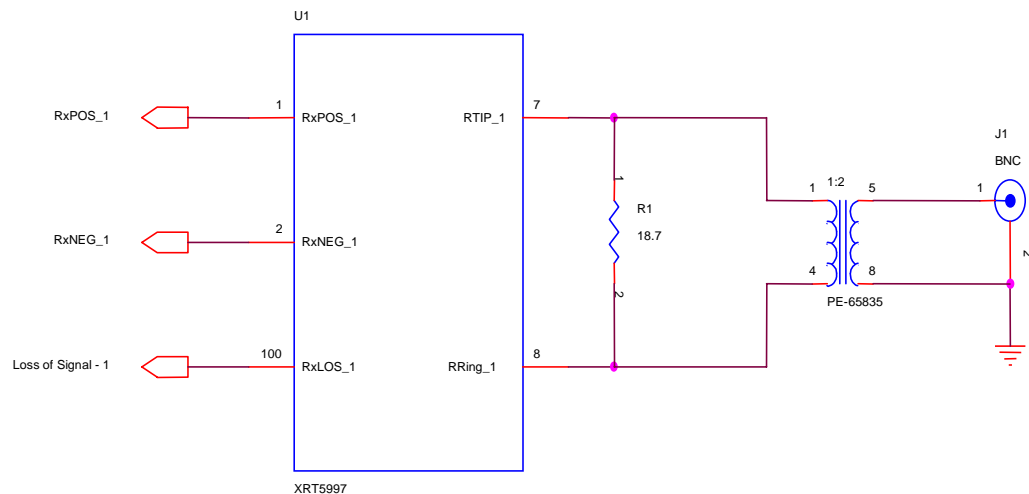 U1
RxPOS_1
1
RxPOS_1
RTIP_1
7
J1
BNC
1
R1
18.7
1
1:2
5
1
RxNEG_1
2
RxNEG_1
2
4
8
2
PE-65835
Loss of Signal - 1
100
RxLOS_1
RRing_1
8
XRT5997